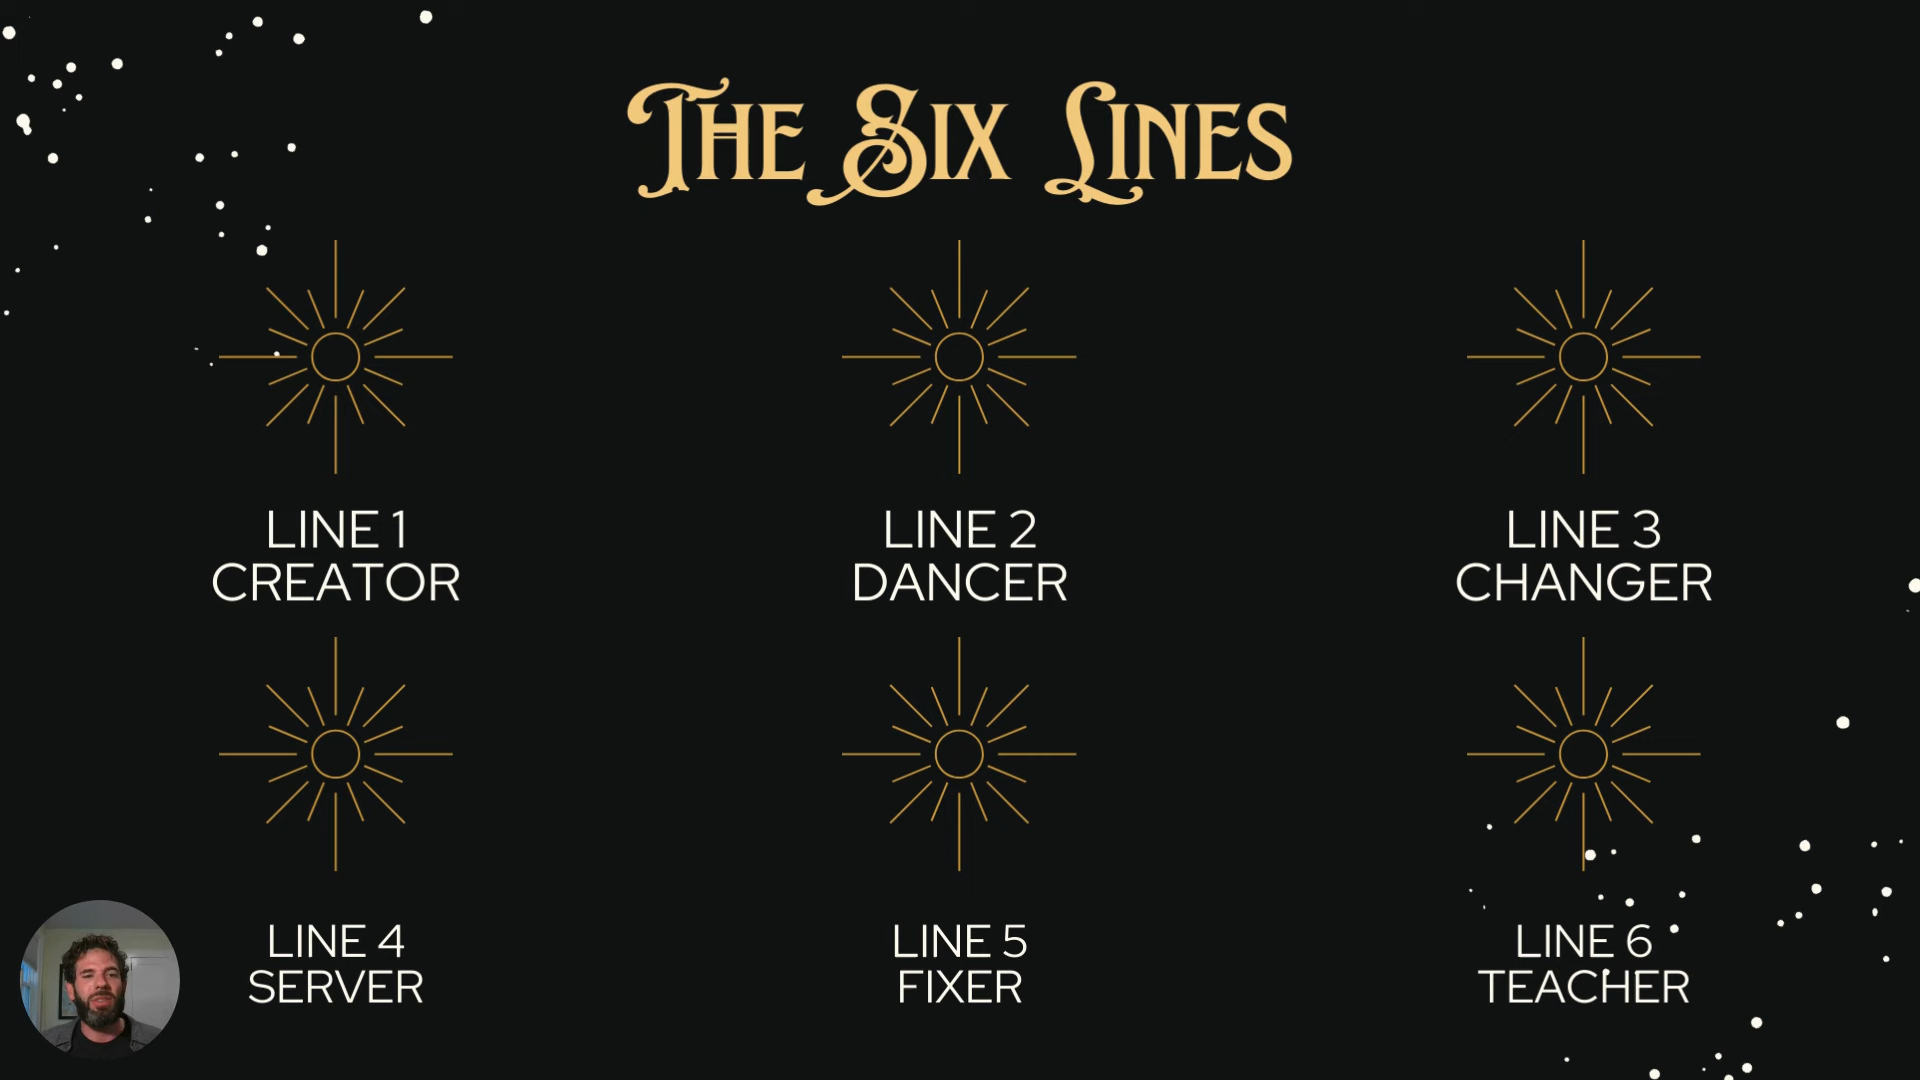 The Six Lines
LINE 1
CREATOR
LINE 2
DANCER
LINE 3
CHANGER
LINE 4
SERVER
LINE 5
FIXER
LINE 6
TEACHER